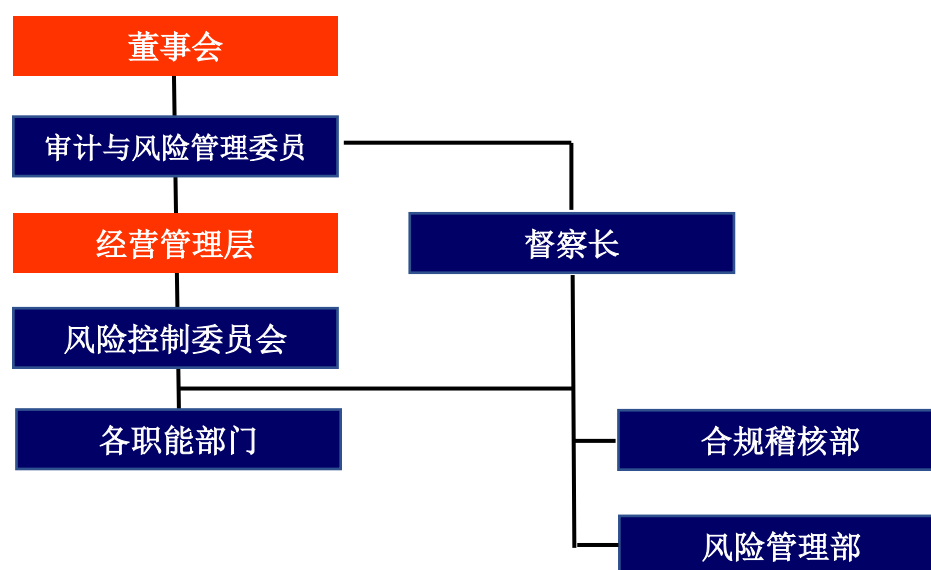 董事会
审计与风险管理委员
经营管理层
督察长
风险控制委员会
各职能部门
合规稽核部
风险管理部